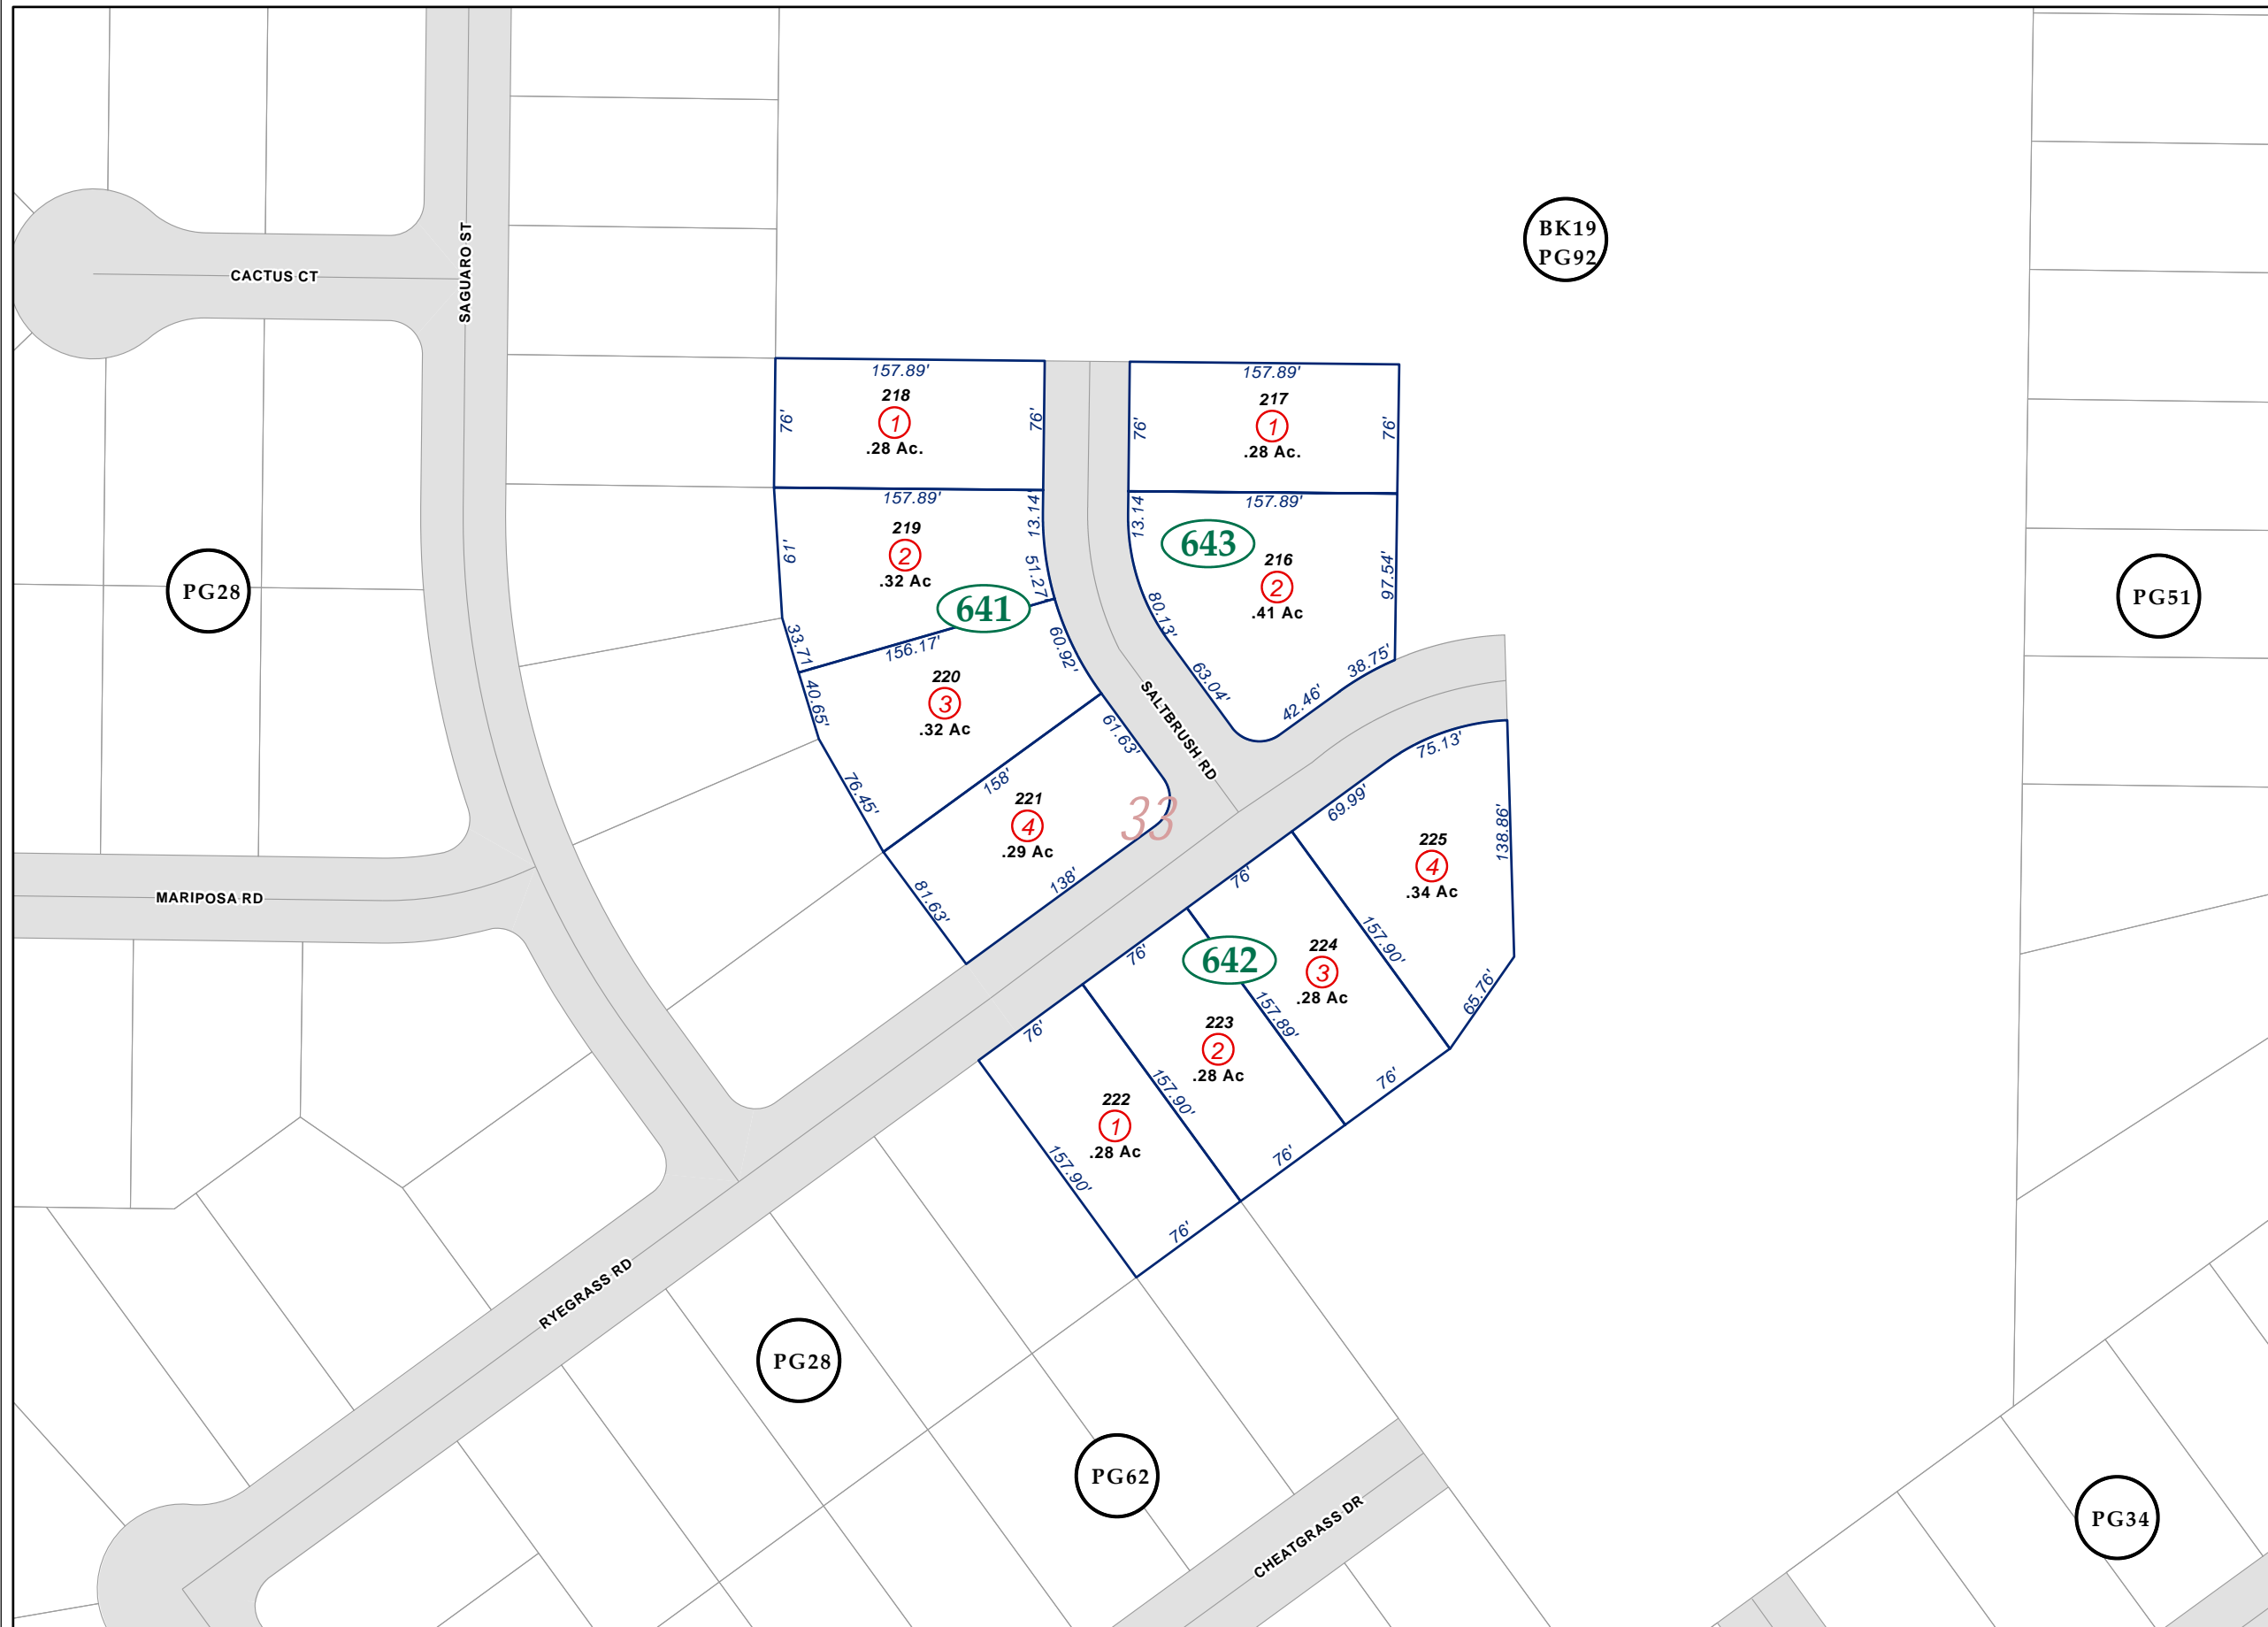 BK19
PG92
CACTUS CT
SAGUARO ST
157.89'
218
1
.28 Ac.
76'
76'
157.89'
217
1
.28 Ac.
76'
76'
157.89'
219
2
.32 Ac
61'
13.14'
51.27'
33.71
641
156.17'
157.89'
13.14
643
216
2
.41 Ac
97.54'
80.13'
63.04'
42.46'
38.75'
PG28
PG51
60.92'
220
3
.32 Ac
40.65'
76.45'
158'
61.63'
SALTBRUSH RD
221
4
.29 Ac
33
81.63'
138'
75.13'
69.99'
225
4
.34 Ac
138.86'
65.76'
MARIPOSA RD
76'
157.90'
642
224
3
.28 Ac
76'
76'
157.89'
223
2
.28 Ac
76'
76'
157.90'
222
1
.28 Ac
157.90'
76'
RYEGRASS RD
PG28
PG62
CHEATGRASS DR
PG34